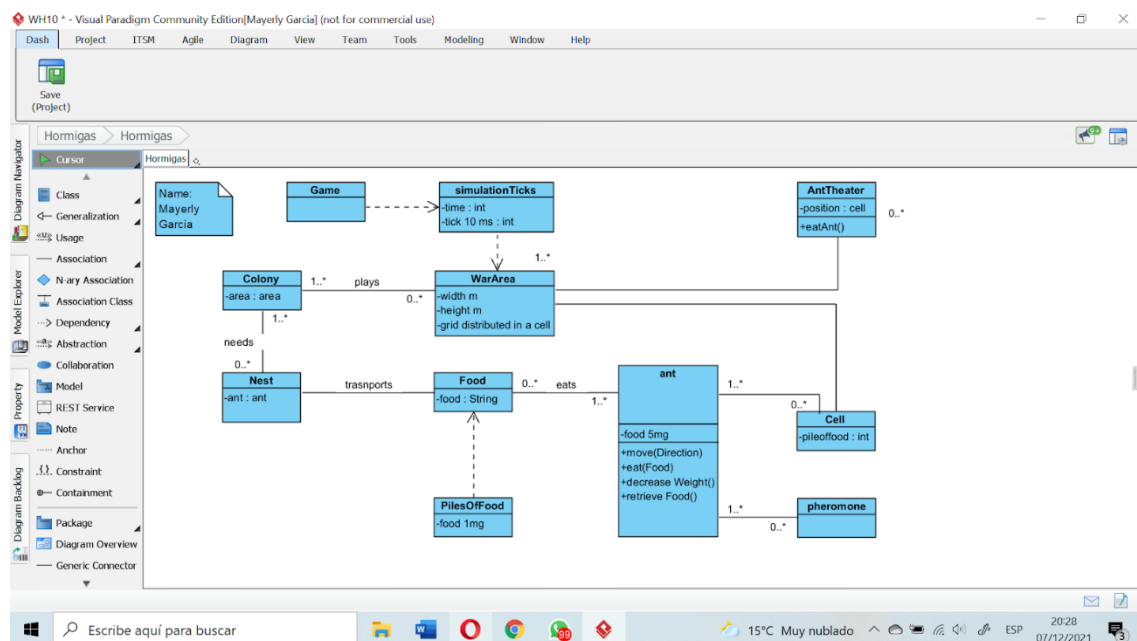 WH10 * - Visual Paradigm Community Edition[Mayerly Garcia] (not for commercial use)
Dash Project ITSM Agile Diagram View Team Tools Modeling Window Help
Save
(Project)
Hormigas Hormigas
Diagram Navigator
Model Explorer
Property
Diagram Backlog
Cursor
Class
Generalization
Usage
Association
N-ary Association
Association Class
Dependency
Abstraction
Collaboration
Model
REST Service
Note
Anchor
Constraint
Containment
Package
Diagram Overview
Generic Connector
Hormigas
Name:
Mayerly
Garcia
Game
simulationTicks
-time : int
-tick 10 ms : int
AntTheater
-position : cell
+eatAnt()
0..*
1..*
Colony
-area : area
1..*
plays
0..*
WarArea
-width m
-height m
-grid distributed in a cell
1..*
needs
0..*
Nest
-ant : ant
trasnports
Food
-food : String
0..*
eats
1..*
ant
-food 5mg
+move(Direction)
+eat(Food)
+decrease Weight()
+retrieve Food()
1..*
0..*
Cell
-pileoffood : int
PilesOfFood
-food 1mg
1..*
0..*
pheromone
Escribe aquí para buscar
99
15°C Muy nublado
ESP
20:28
07/12/2021